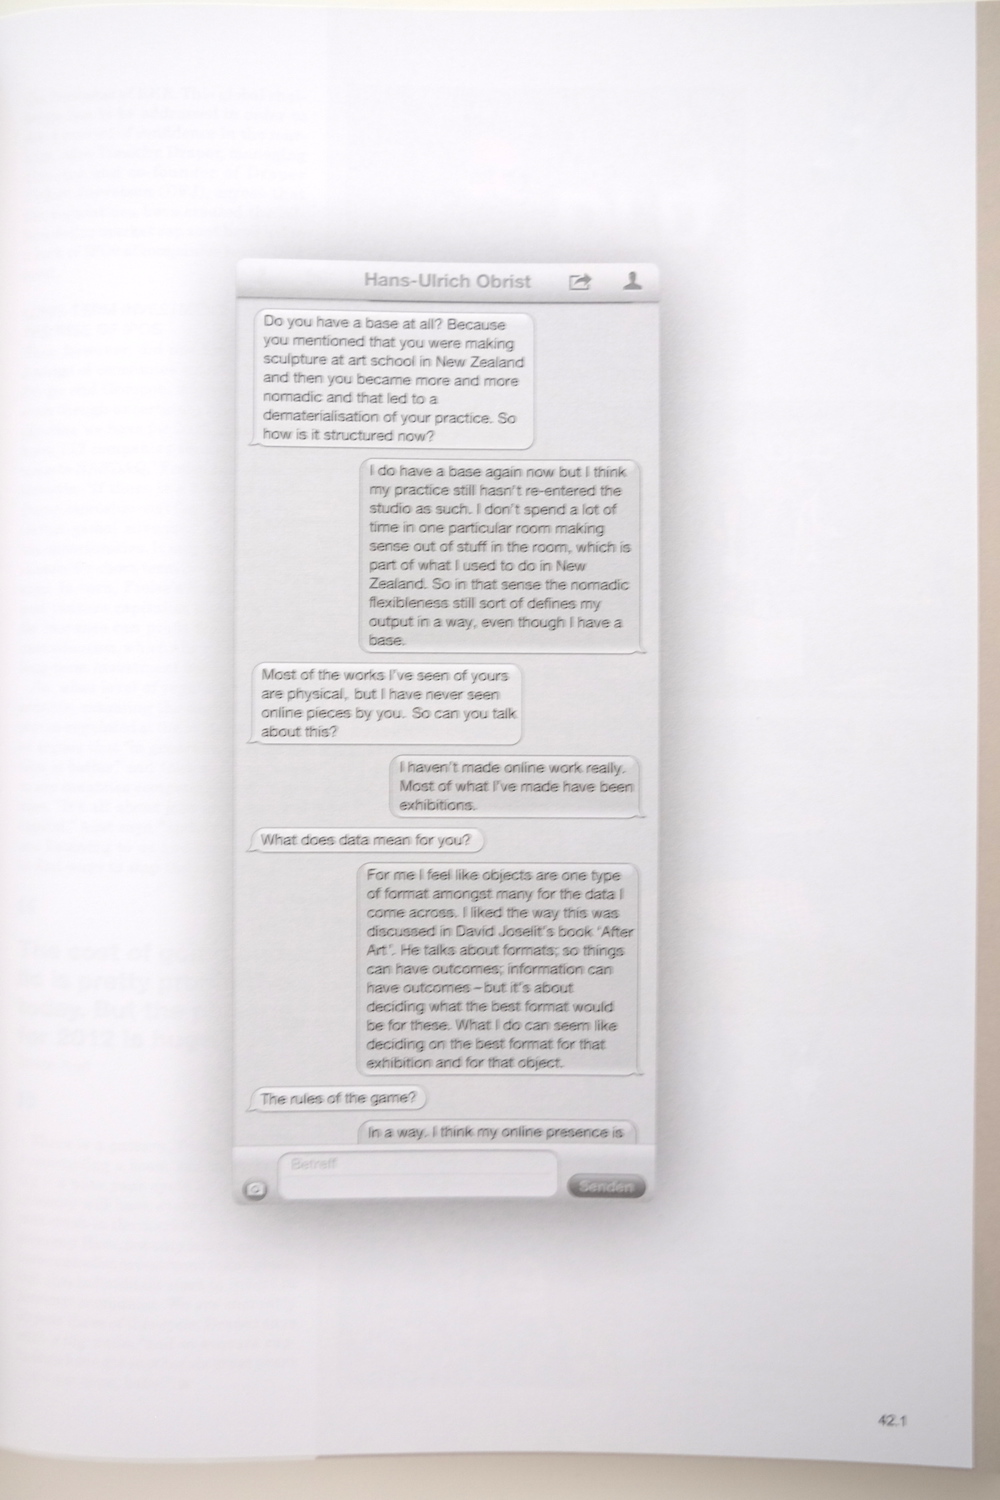 Hans-Ulrich Obrist
Do you have a base at all? Because
you mentioned that you were making
sculpture at art school in New Zealand
and then you became more and more
nomadic and that led to a
dematerialisation of your practice. So
how is it structured now?
I do have a base again now but I think
my practice still hasn't re-entered the
studio as such. I don't spend a lot of
time in one particular room making
sense out of stuff in the room, which is
part of what I used to do in New
Zealand. So in that sense the nomadic
flexibleness still sort of defines my
output in a way, even though I have a
base.
Most of the works I've seen of yours
are physical, but I have never seen
online pieces by you. So can you talk
about this?
I haven't made online work really.
Most of what I've made have been
exhibitions.
What does data mean for you?
For me I feel like objects are one type
of format amongst many for the data I
come across. I liked the way this was
discussed in David Joselit's book 'After
Art'. He talks about formats; so things
can have outcomes; information can
have outcomes – but it's about
deciding what the best format would
be for these. What I do can seem like
deciding on the best format for that
exhibition and for that object.
The rules of the game?
In a way. I think my online presence is
Betreff
Senden
42.1